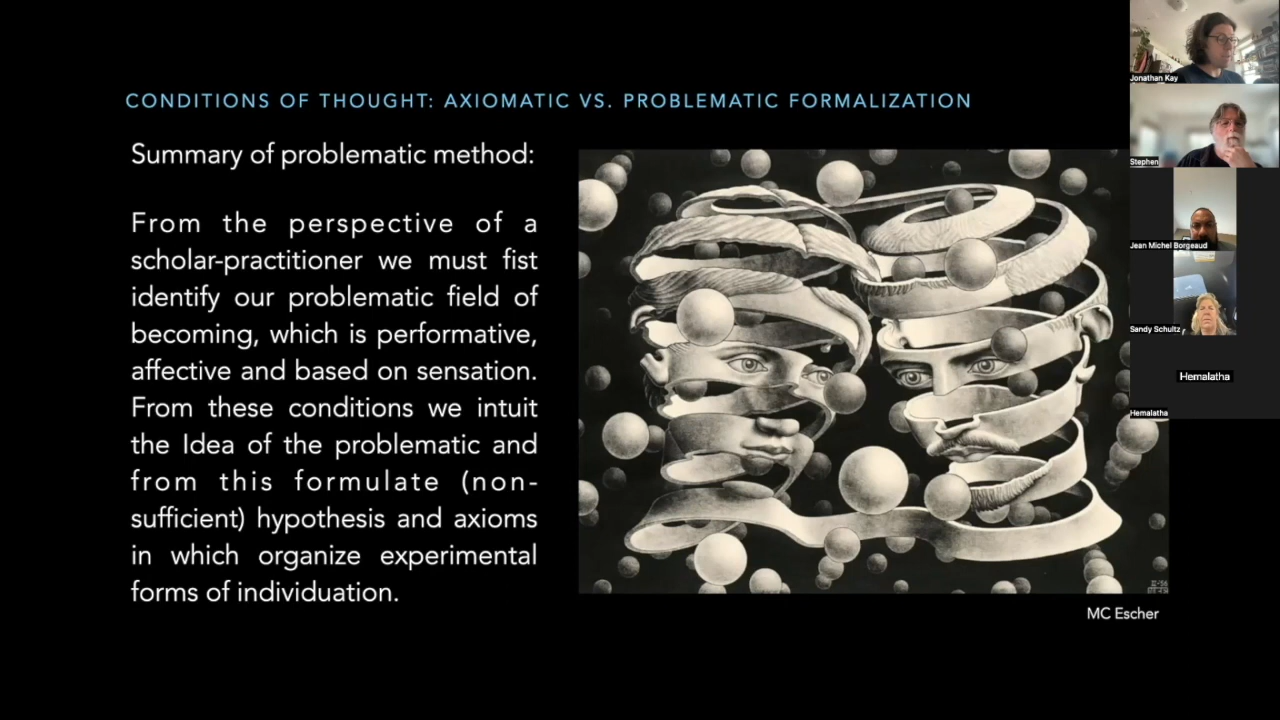 CONDITIONS OF THOUGHT: AXIOMATIC VS. PROBLEMATIC FORMALIZATION
Summary of problematic method:
From the perspective of a
scholar-practitioner we must fist
identify our problematic field of
becoming, which is performative,
affective and based on sensation.
From these conditions we intuit
the Idea of the problematic and
from this formulate (non-
sufficient) hypothesis and axioms
in which organize experimental
forms of individuation.
MC Escher
Jonathan Kay
Stephen
Jean Michel Borgeaud
Sandy Schultz
Hemalatha
Hemalatha